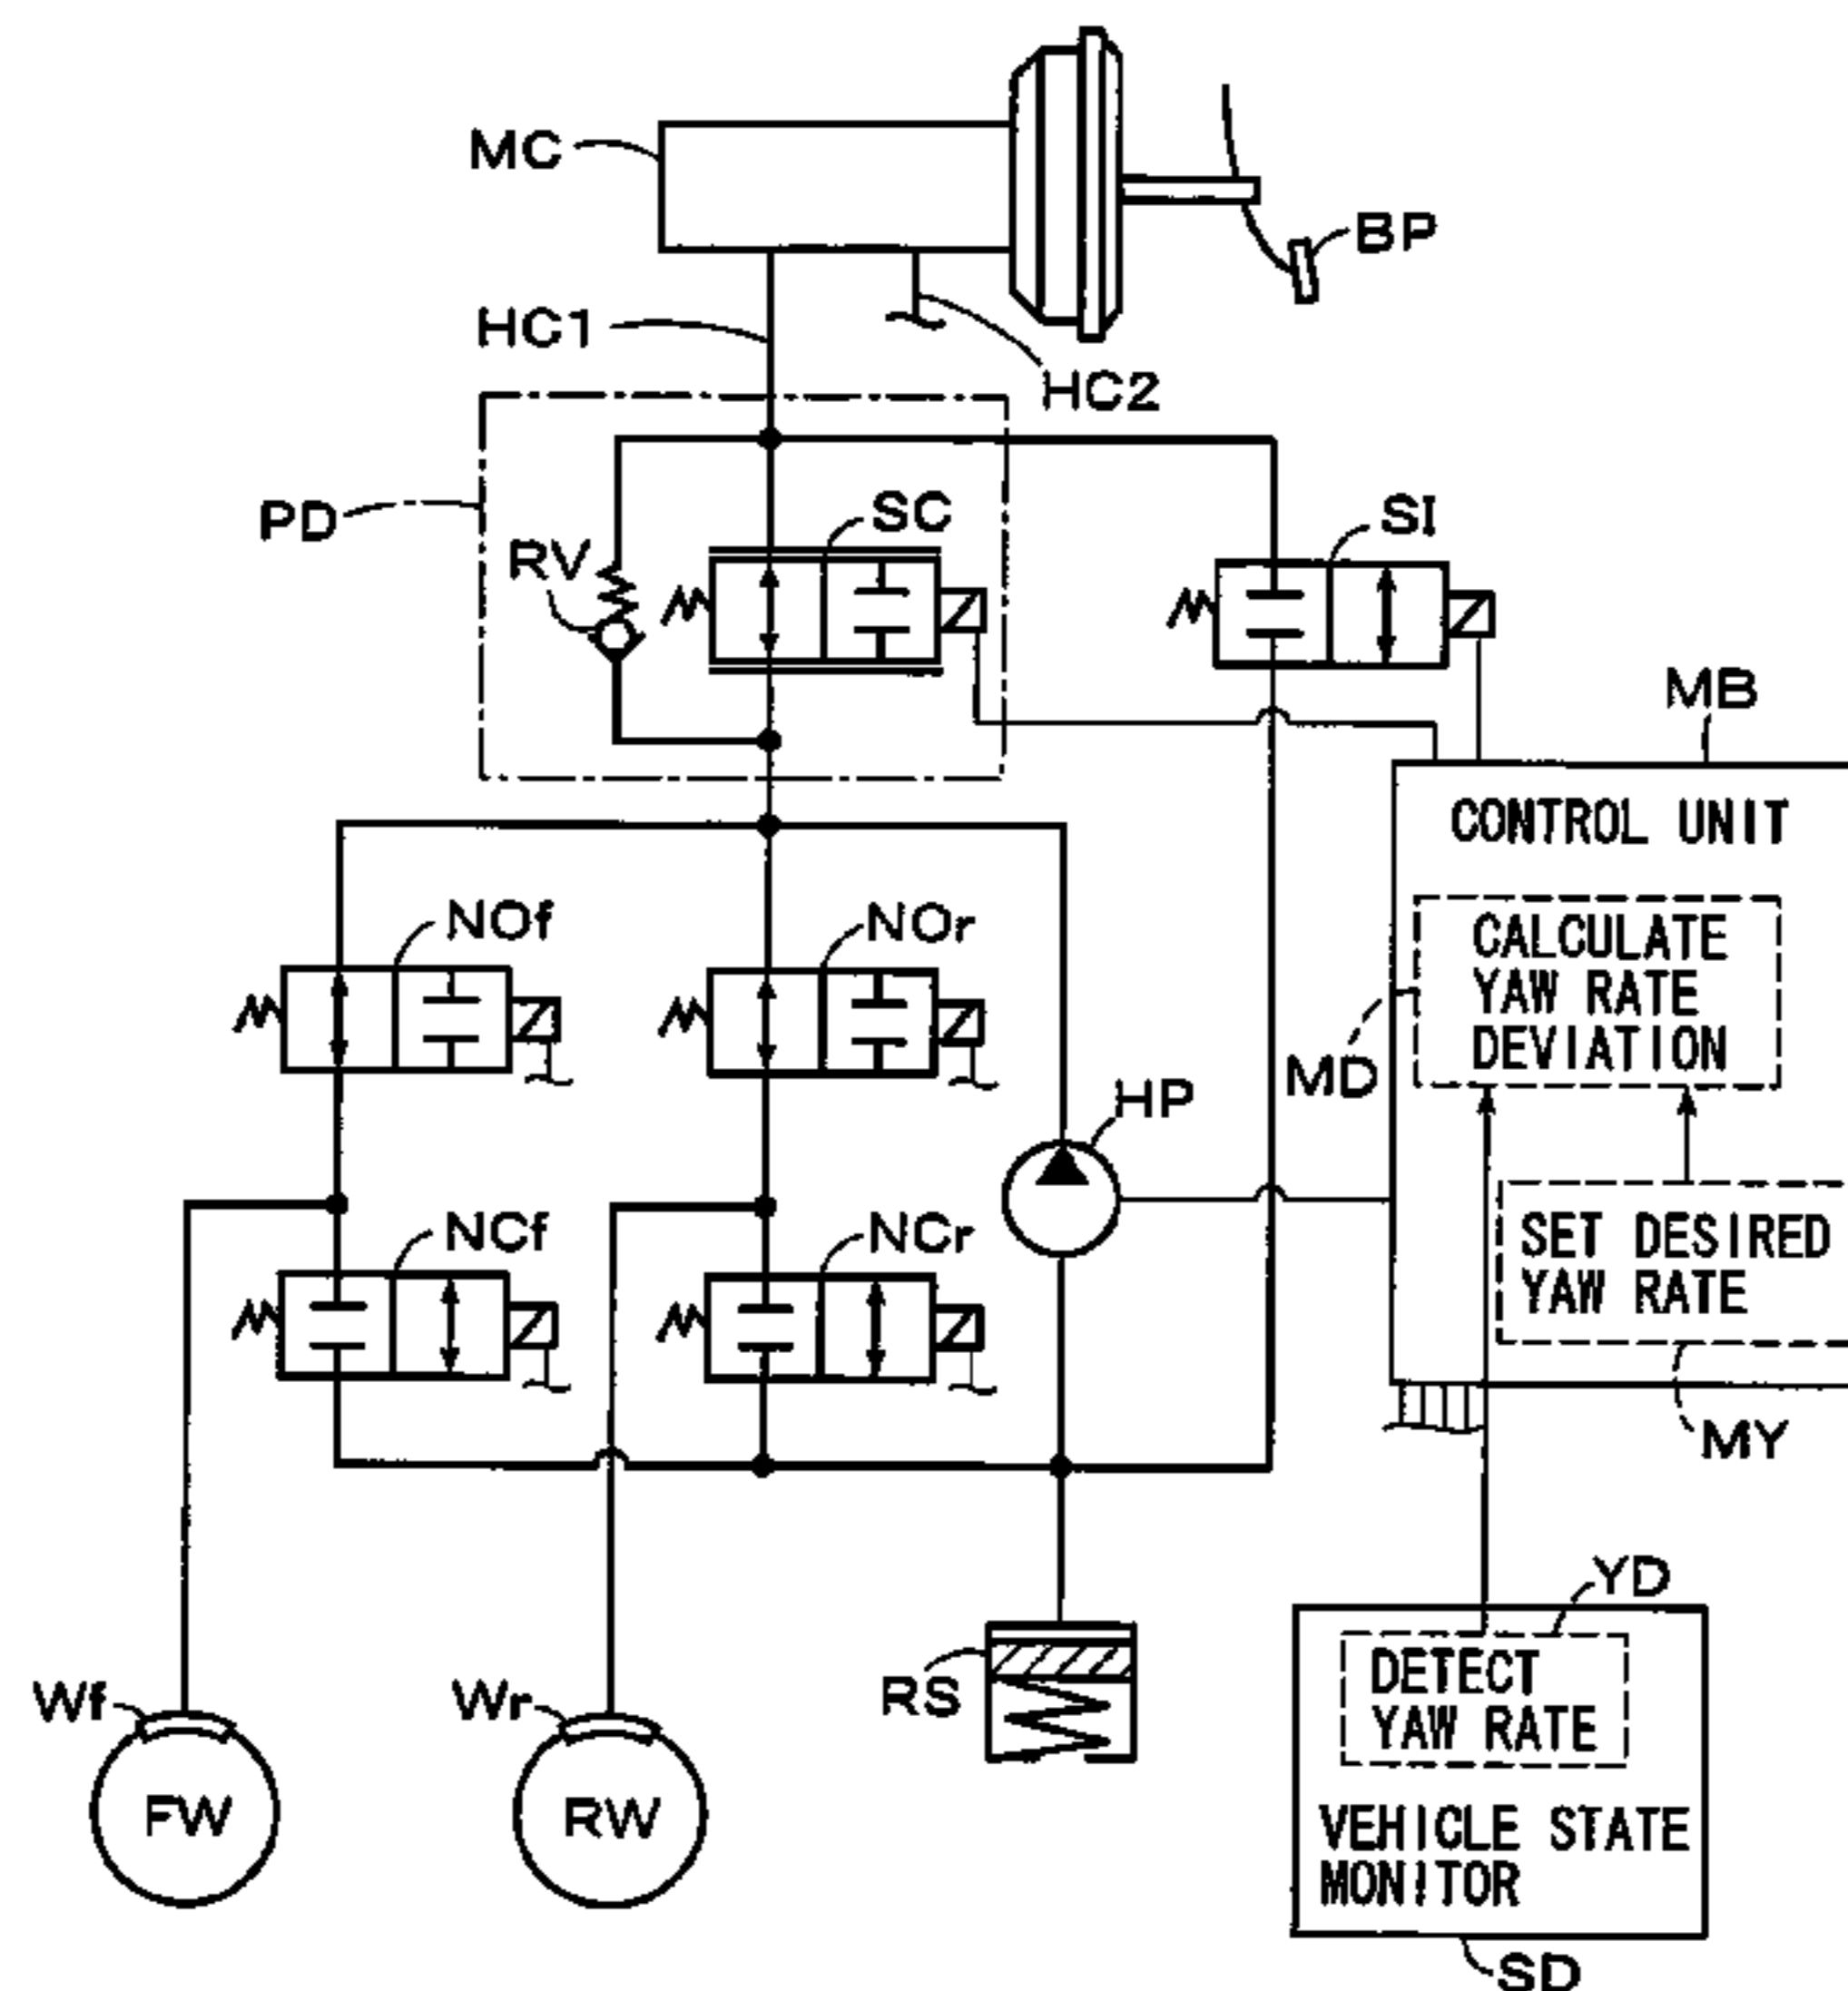 MC
BP
HC1
HC2
PD
SC
SI
RV
MB
CONTROL UNIT
NOf
NOr
CALCULATE
YAW RATE
DEVIATION
MD
HP
NCf
NCr
SET DESIRED
YAW RATE
MY
YD
DETECT
YAW RATE
Wf
Wr
RS
FW
RW
VEHICLE STATE
MONITOR
SD